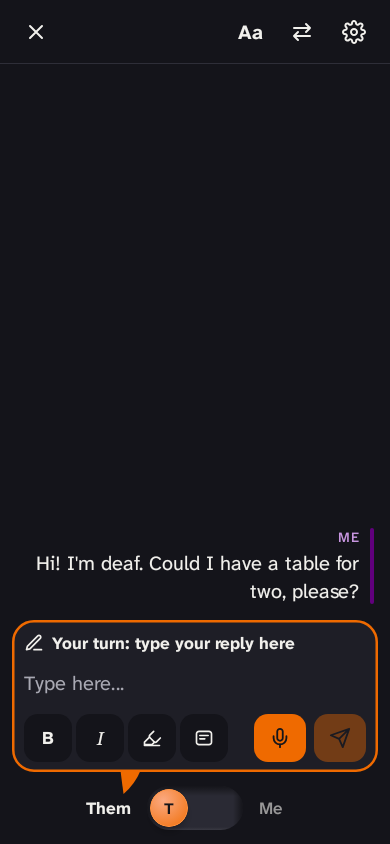 Aa
ME
Hi! I'm deaf. Could I have a table for
two, please?
Your turn: type your reply here
Type here...
B I
Them T Me